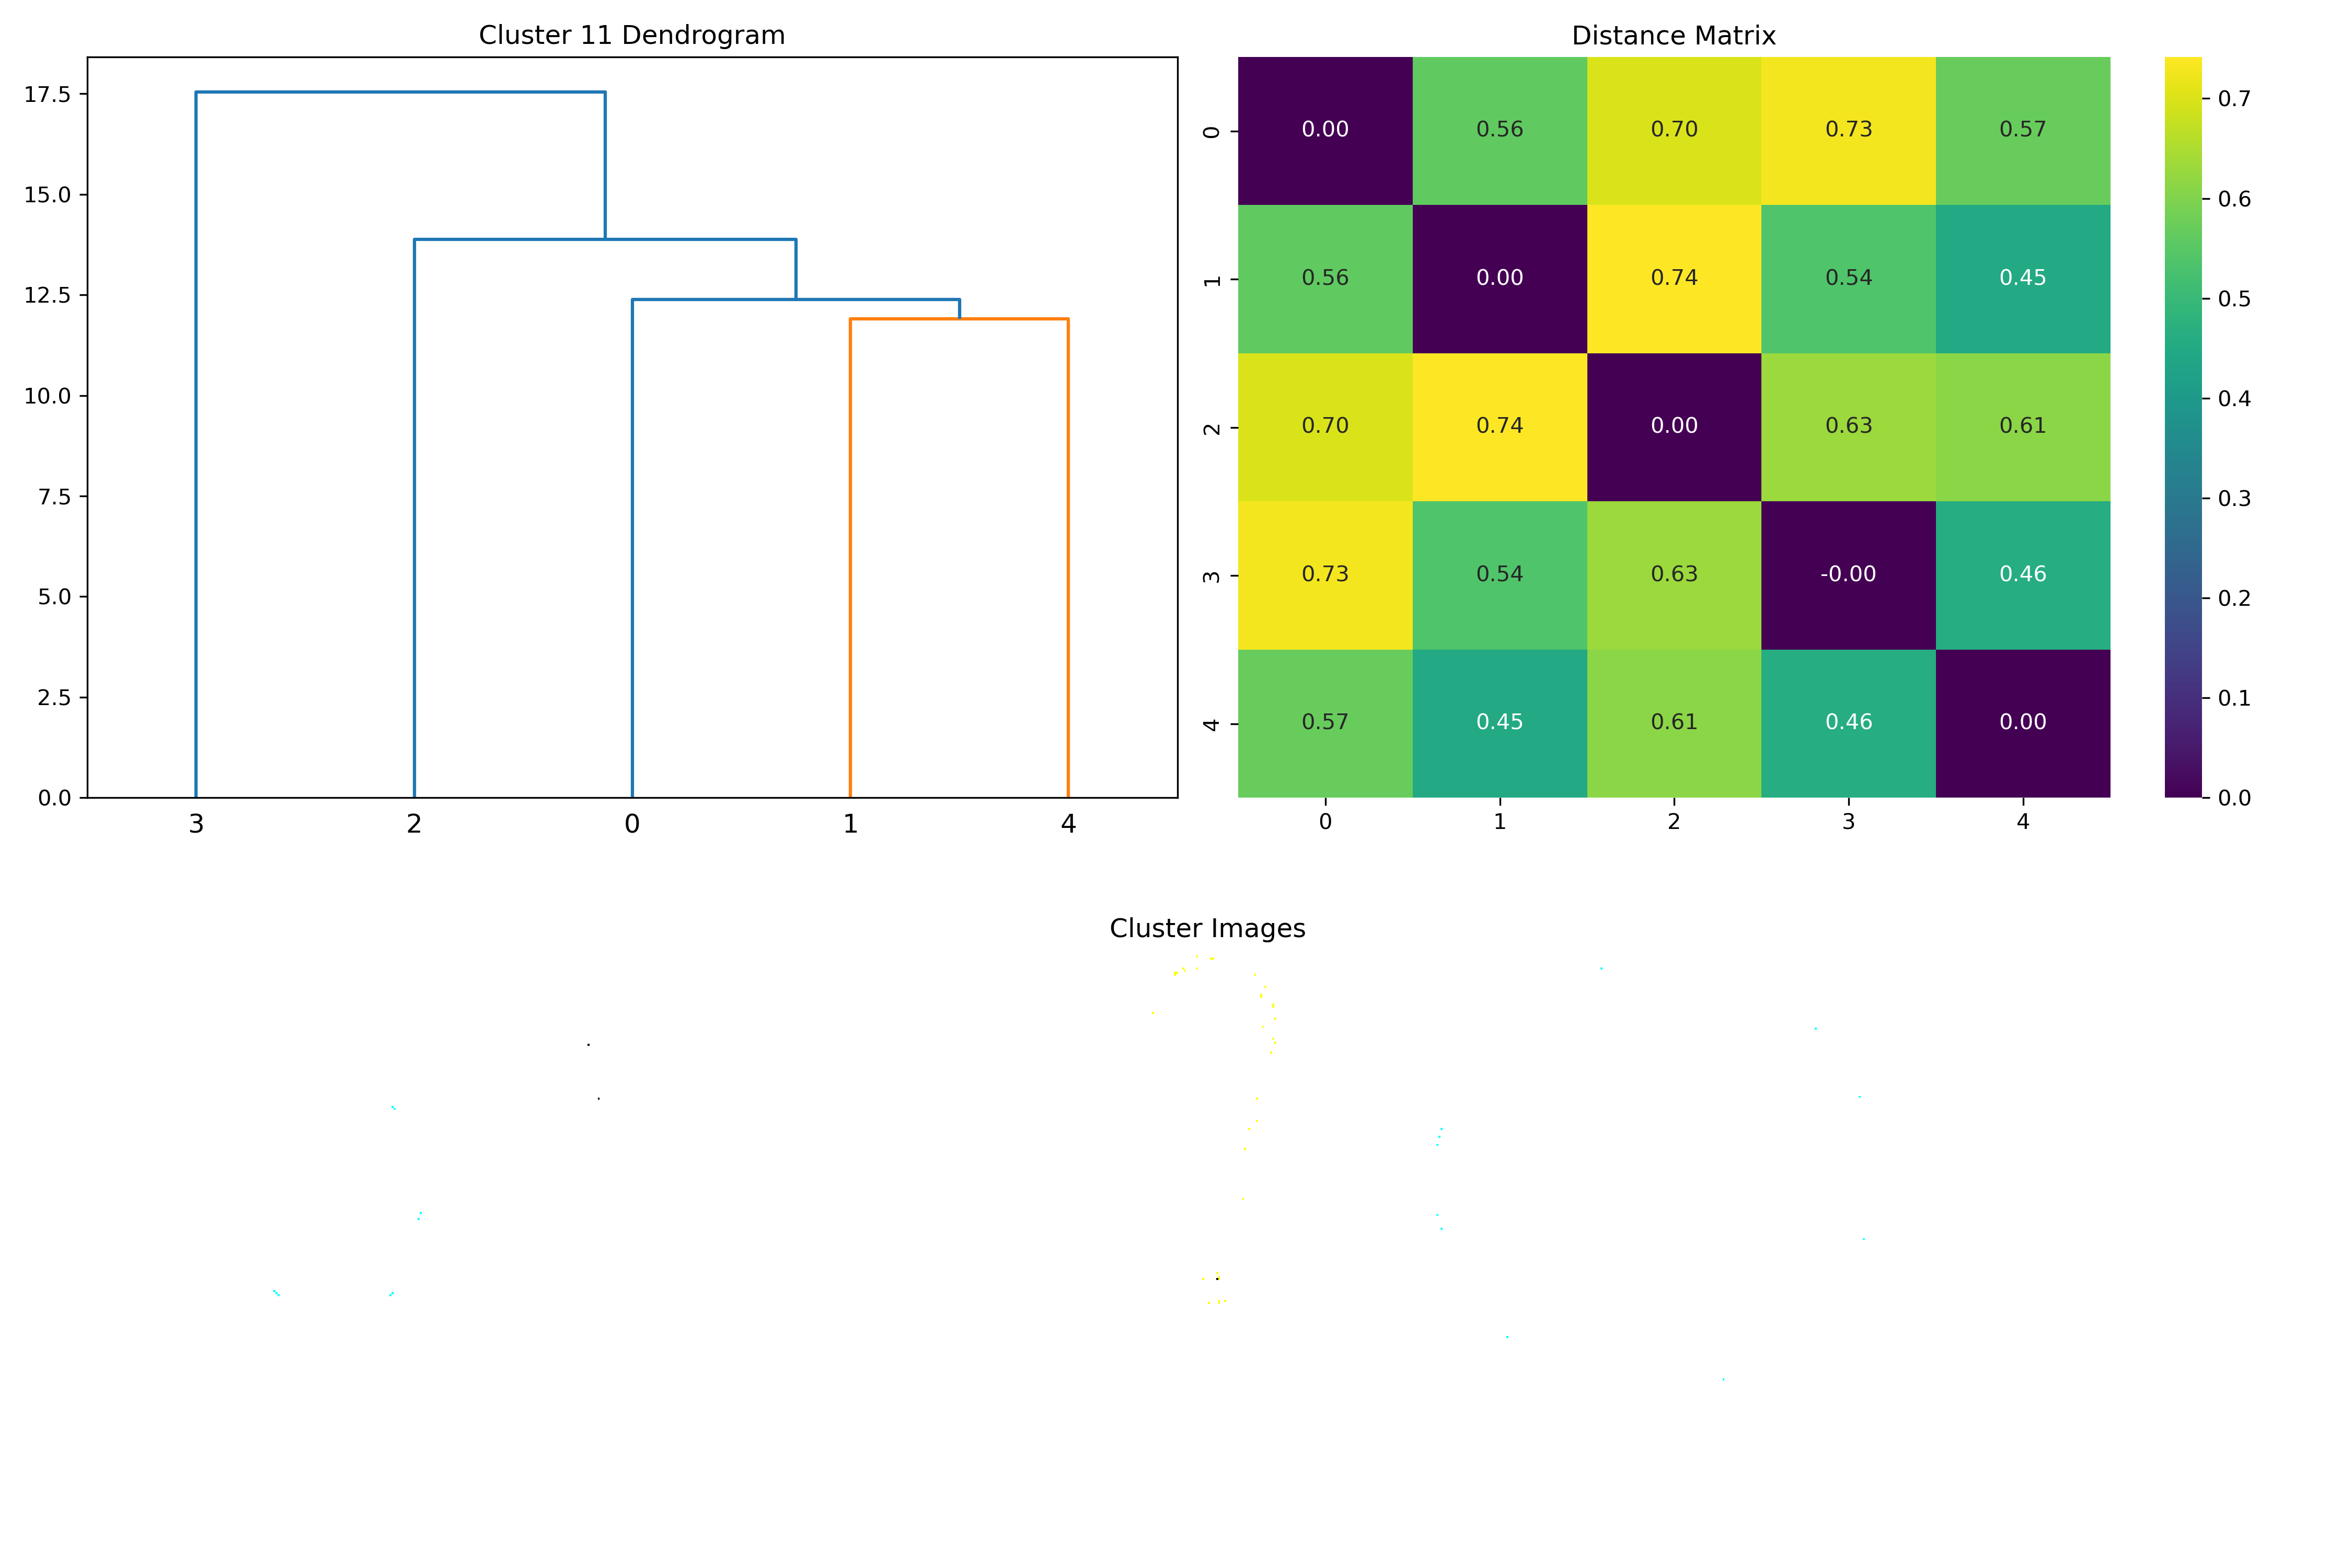 Cluster 11 Dendrogram
17.5
15.0
12.5
10.0
7.5
5.0
2.5
0.0
3 2 0 1 4
Distance Matrix
0 0.00 0.56 0.70 0.73 0.57
1 0.56 0.00 0.74 0.54 0.45
2 0.70 0.74 0.00 0.63 0.61
3 0.73 0.54 0.63 -0.00 0.46
4 0.57 0.45 0.61 0.46 0.00
0 1 2 3 4
0.7
0.6
0.5
0.4
0.3
0.2
0.1
0.0
Cluster Images